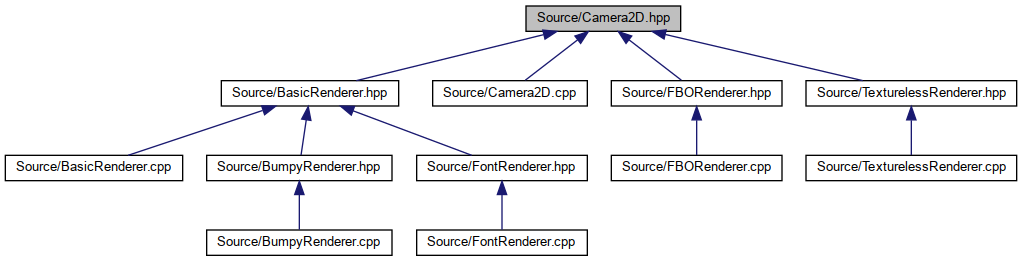 Source/Camera2D.hpp
Source/BasicRenderer.hpp
Source/Camera2D.cpp
Source/FBORenderer.hpp
Source/TexturelessRenderer.hpp
Source/BasicRenderer.cpp
Source/BumpyRenderer.hpp
Source/FontRenderer.hpp
Source/FBORenderer.cpp
Source/TexturelessRenderer.cpp
Source/BumpyRenderer.cpp
Source/FontRenderer.cpp